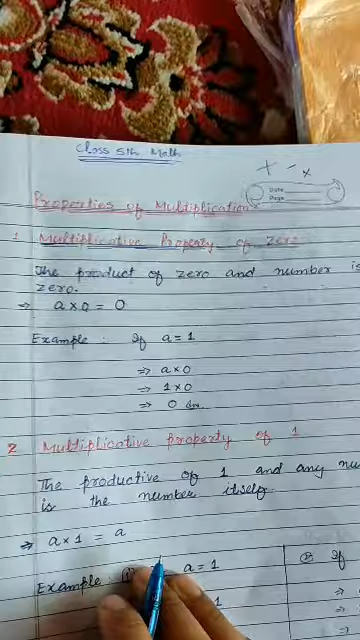 Class 5th Math
+ - ×
Date
Page
Properties of Multiplication
1 Multiplicative Property of Zero
The product of zero and number is
zero.
⇒ a × 0 = 0
Example : If a = 1
⇒ a × 0
⇒ 1 × 0
⇒ 0 Ans.
2 Multiplicative property of 1
The productive of 1 and any nu
is the number itself.
⇒ a × 1 = a
Example : (i) a = 1
② If
⇒
1
⇒
⇒